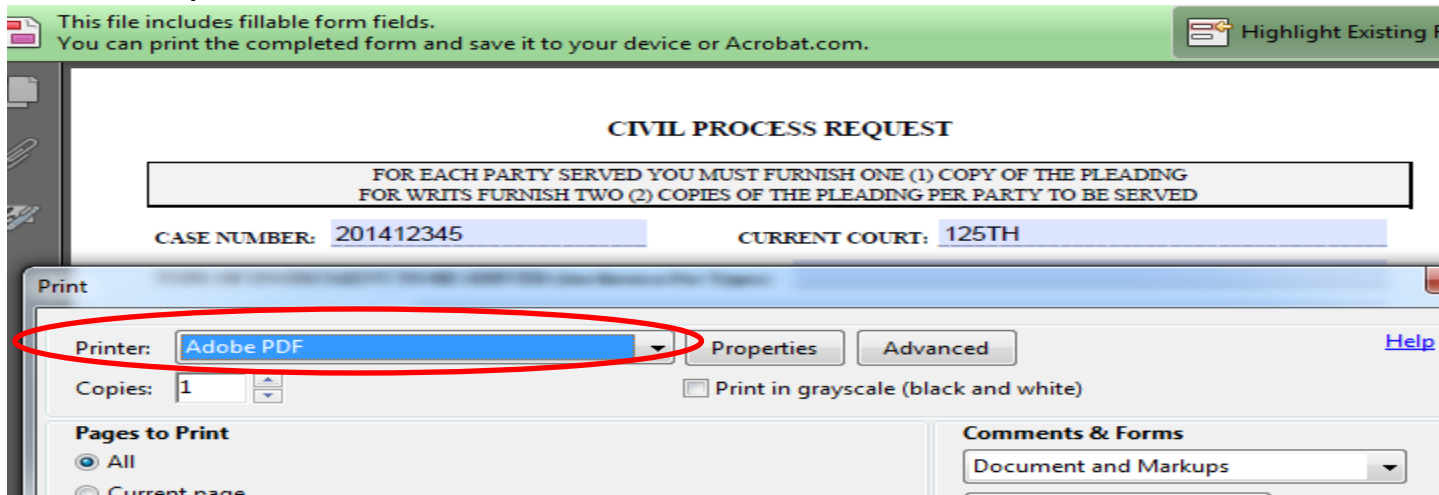 This file includes fillable form fields.
You can print the completed form and save it to your device or Acrobat.com.
Highlight Existing F
CIVIL PROCESS REQUEST
FOR EACH PARTY SERVED YOU MUST FURNISH ONE (1) COPY OF THE PLEADING
FOR WRITS FURNISH TWO (2) COPIES OF THE PLEADING PER PARTY TO BE SERVED
CASE NUMBER: 201412345 CURRENT COURT: 125TH
Print
Printer: Adobe PDF Properties Advanced Help
Copies: 1 Print in grayscale (black and white)
Pages to Print Comments & Forms
All Document and Markups
Current page